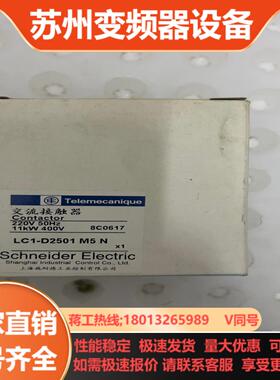 苏州变频器设备
Telemecanique
交流接触器
Contactor
220V 50Hz
11kW 400V
8C0617
LC1-D2501 M5 N
x1
Schneider Electric
Shanghai Industrial Control Co., Ltd.
直销
蒋工热线;18013265989
V同号
号齐全
性能稳定 极速发货 量大优惠
如需更多报价 请联系客服 享